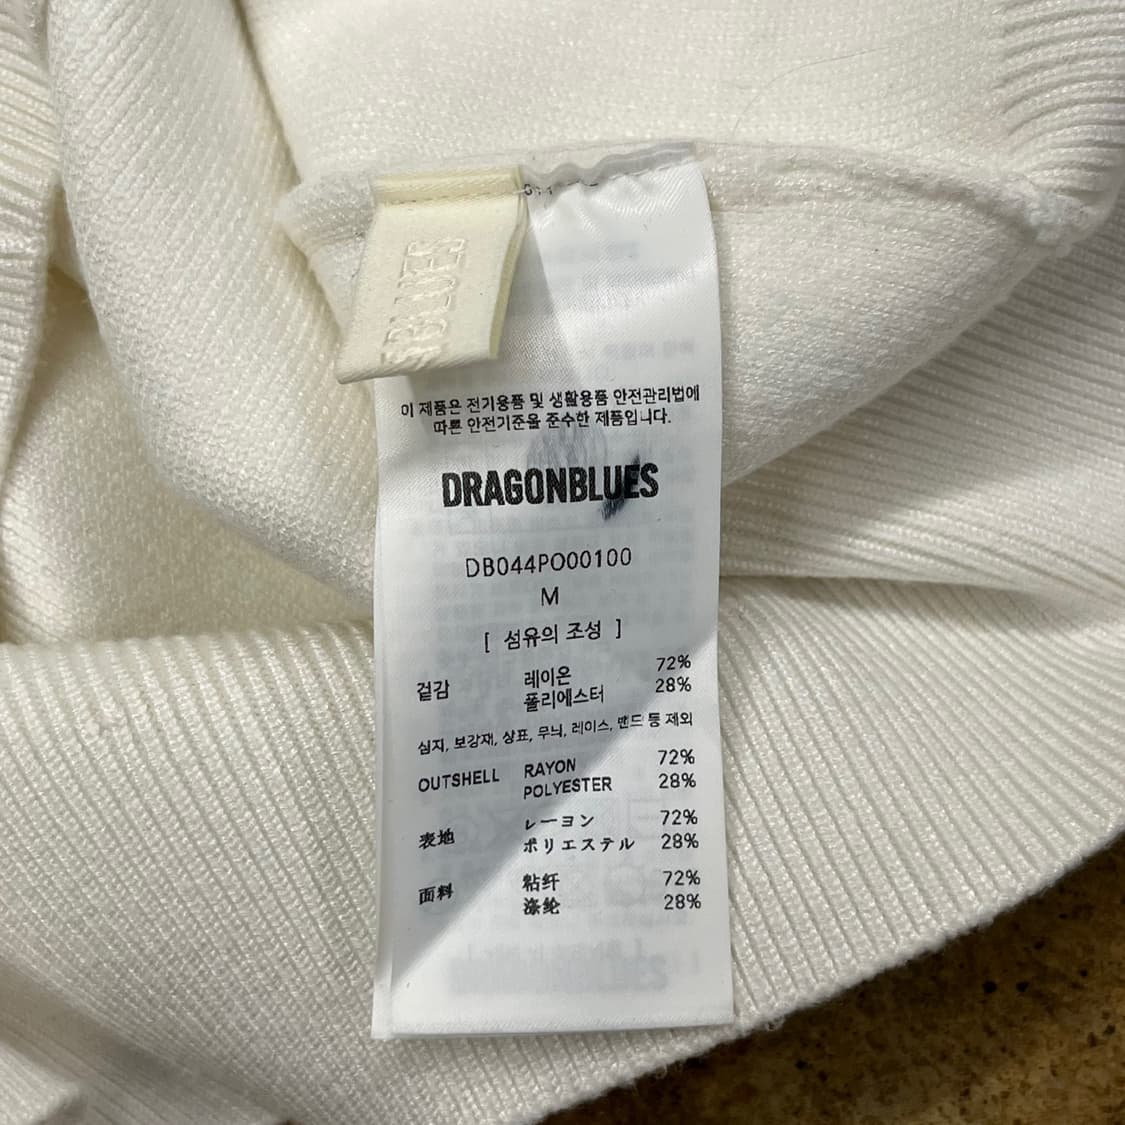 BLUES
이 제품은 전기용품 및 생활용품 안전관리법에
따른 안전기준을 준수한 제품입니다.
DRAGONBLUES
DB044PO00100
M
[ 섬유의 조성 ]
겉감 레이온 72%
폴리에스터 28%
심지, 보강재, 상표, 무늬, 레이스, 밴드 등 제외
OUTSHELL RAYON 72%
POLYESTER 28%
表地 レーヨン 72%
ポリエステル 28%
面料 粘纤 72%
涤纶 28%